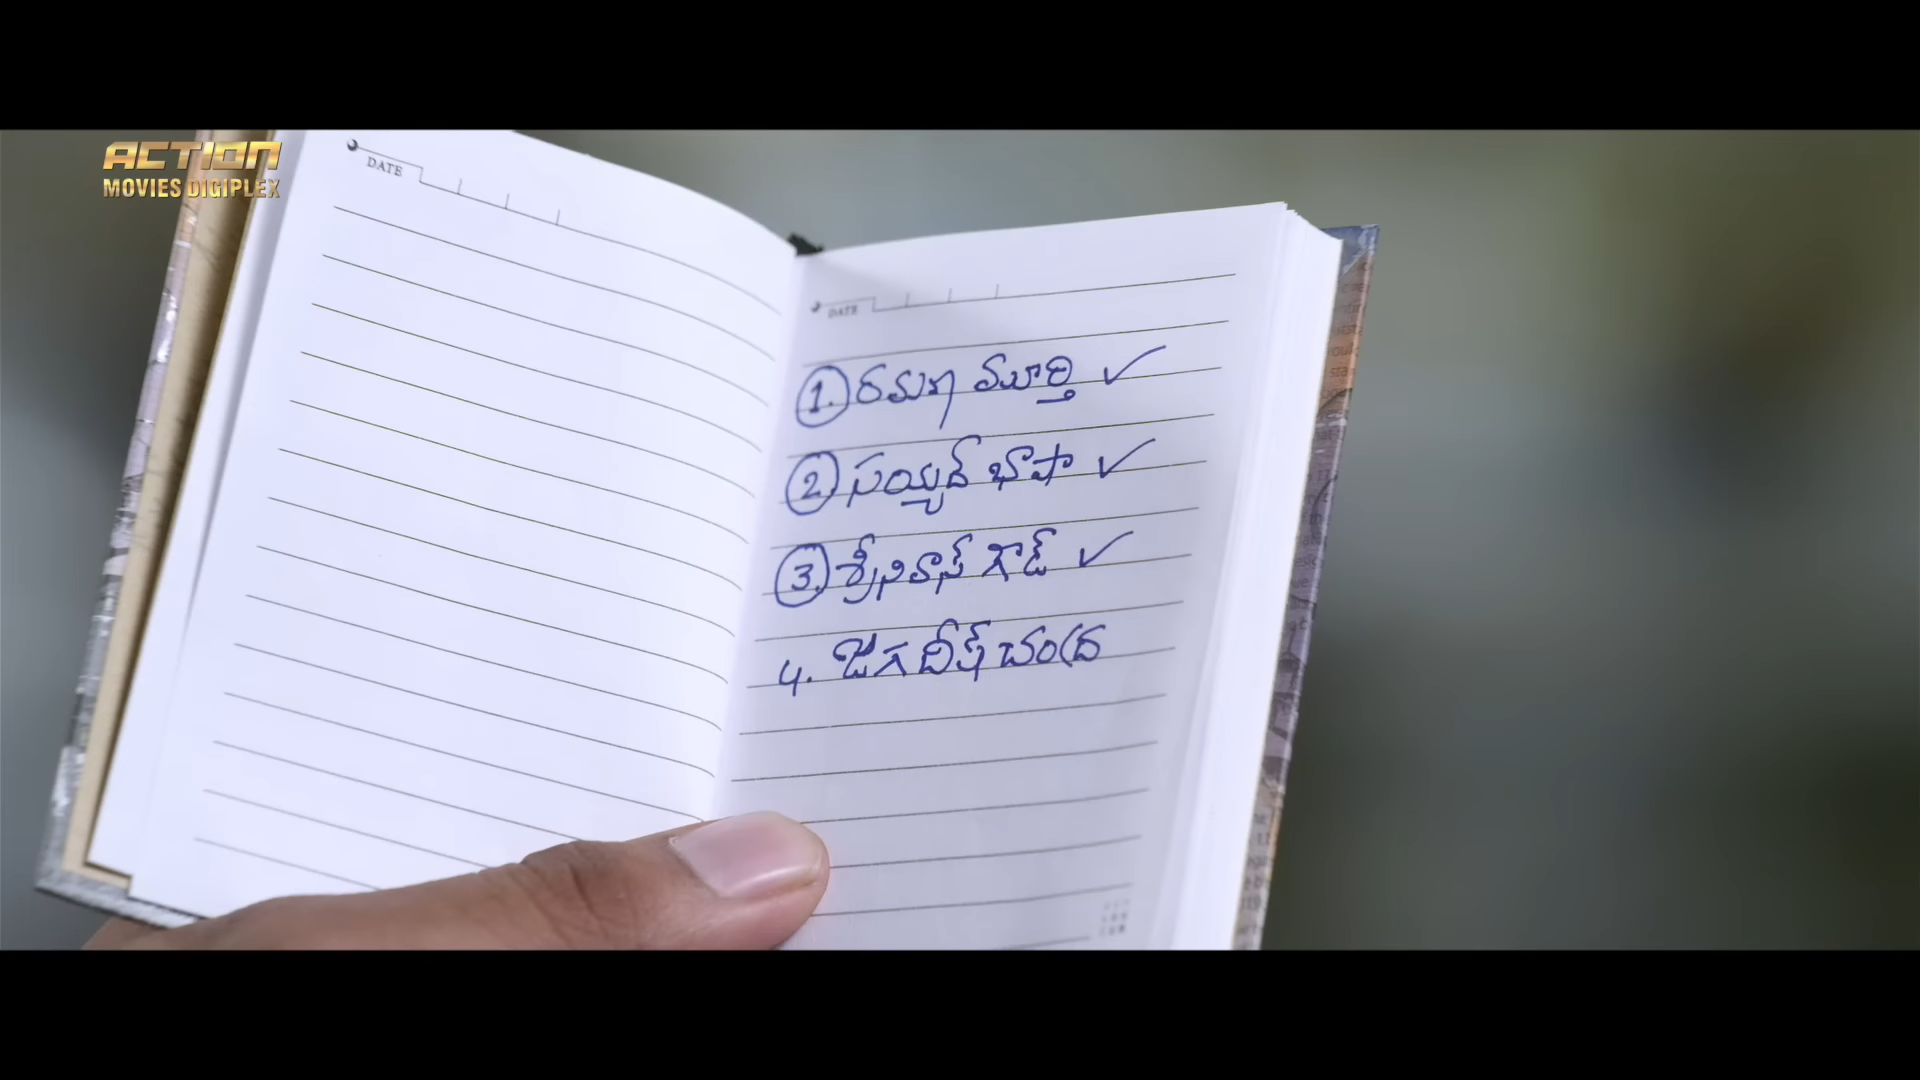 ACTION
MOVIES DIGIPLEX
DATE
DATE
1. రమణ మూర్తి ✓
2 సయ్యద్ భాషా ✓
3. శ్రీనివాస్ గౌడ్ ✓
4. జగదీష్ చంద్ర